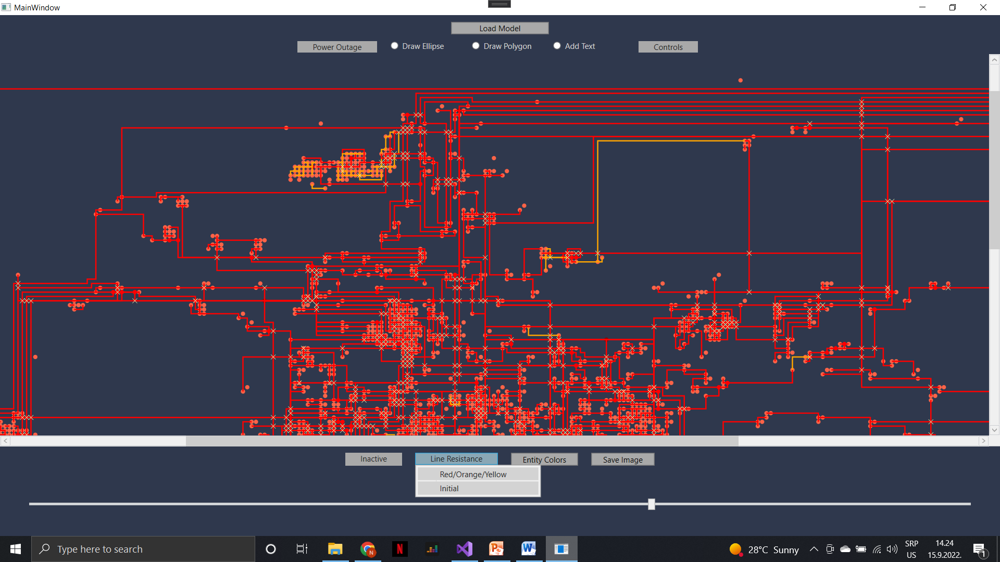 MainWindow
Load Model
Power Outage
Draw Ellipse
Draw Polygon
Add Text
Controls
Inactive
Line Resistance
Entity Colors
Save Image
Red/Orange/Yellow
Initial
Type here to search
N
N
P
W
28°C Sunny
SRP
US
14.24
15.9.2022.
1